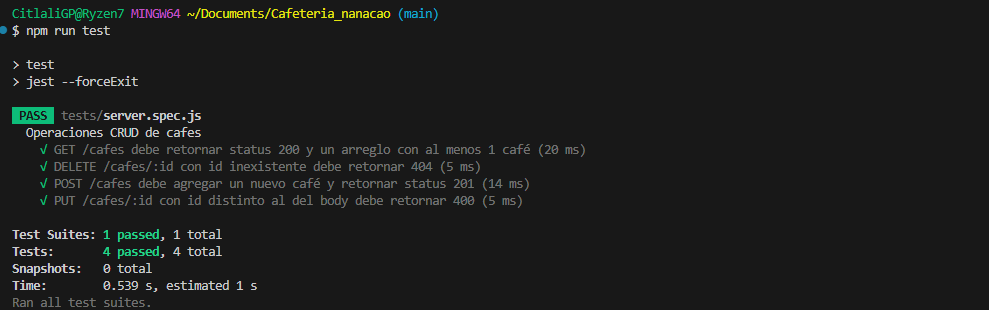 CitlaliGP@Ryzen7 MINGW64 ~/Documents/Cafeteria_nanacao (main)
$ npm run test
> test
> jest --forceExit
PASS tests/server.spec.js
Operaciones CRUD de cafes
√ GET /cafes debe retornar status 200 y un arreglo con al menos 1 café (20 ms)
√ DELETE /cafes/:id con id inexistente debe retornar 404 (5 ms)
√ POST /cafes debe agregar un nuevo café y retornar status 201 (14 ms)
√ PUT /cafes/:id con id distinto al del body debe retornar 400 (5 ms)
Test Suites: 1 passed, 1 total
Tests: 4 passed, 4 total
Snapshots: 0 total
Time: 0.539 s, estimated 1 s
Ran all test suites.